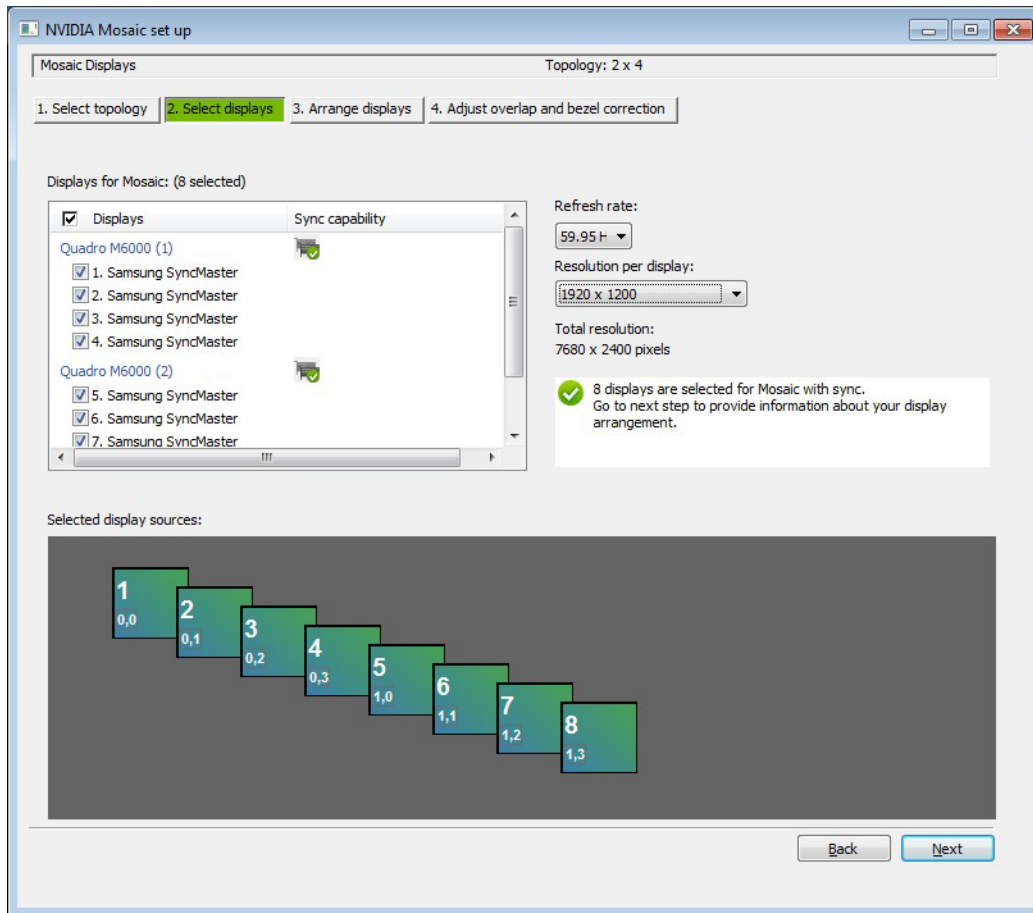 NVIDIA Mosaic set up
Mosaic Displays
Topology: 2 x 4
1. Select topology
2. Select displays
3. Arrange displays
4. Adjust overlap and bezel correction
Displays for Mosaic: (8 selected)
Displays
Sync capability
Quadro M6000 (1)
1. Samsung SyncMaster
2. Samsung SyncMaster
3. Samsung SyncMaster
4. Samsung SyncMaster
Quadro M6000 (2)
5. Samsung SyncMaster
6. Samsung SyncMaster
7. Samsung SyncMaster
Refresh rate:
59.95 H
Resolution per display:
1920 x 1200
Total resolution:
7680 x 2400 pixels
8 displays are selected for Mosaic with sync.
Go to next step to provide information about your display
arrangement.
Selected display sources:
1
0,0
2
0,1
3
0,2
4
0,3
5
1,0
6
1,1
7
1,2
8
1,3
Back
Next